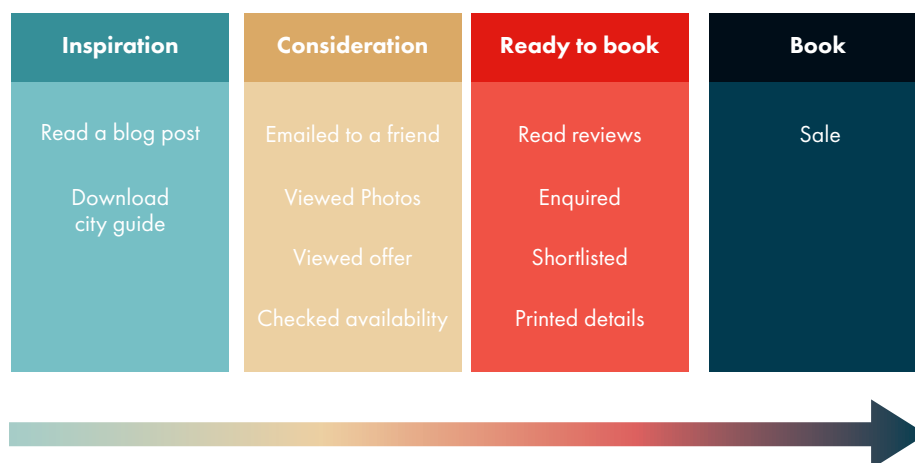 Inspiration
Read a blog post
Download
city guide
Consideration
Emailed to a friend
Viewed Photos
Viewed offer
Checked availability
Ready to book
Read reviews
Enquired
Shortlisted
Printed details
Book
Sale